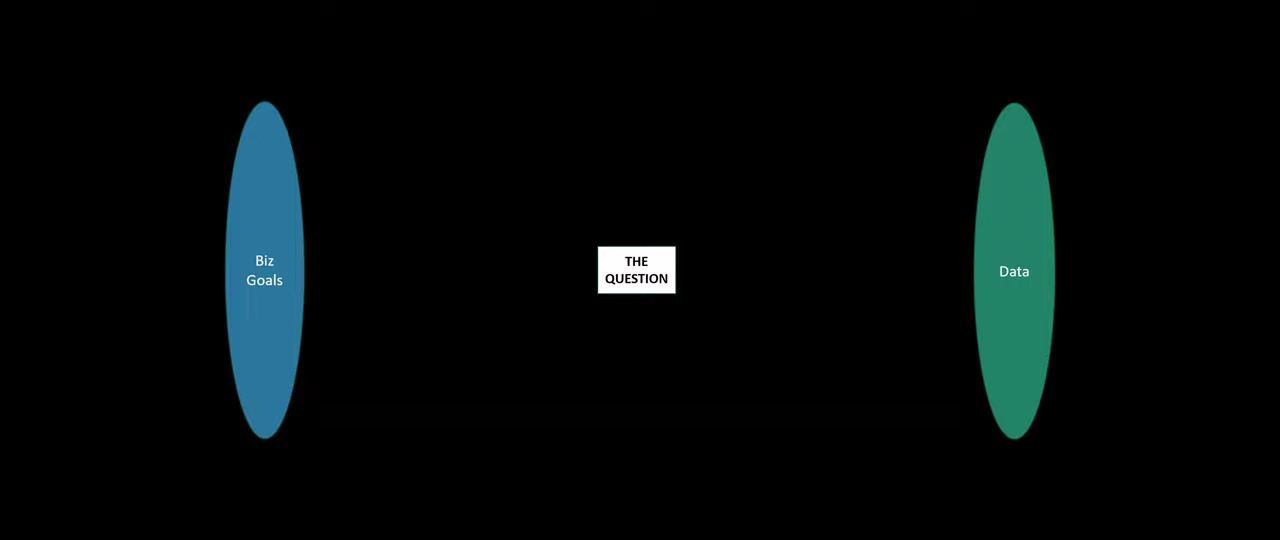 Biz
Goals
THE
QUESTION
Data